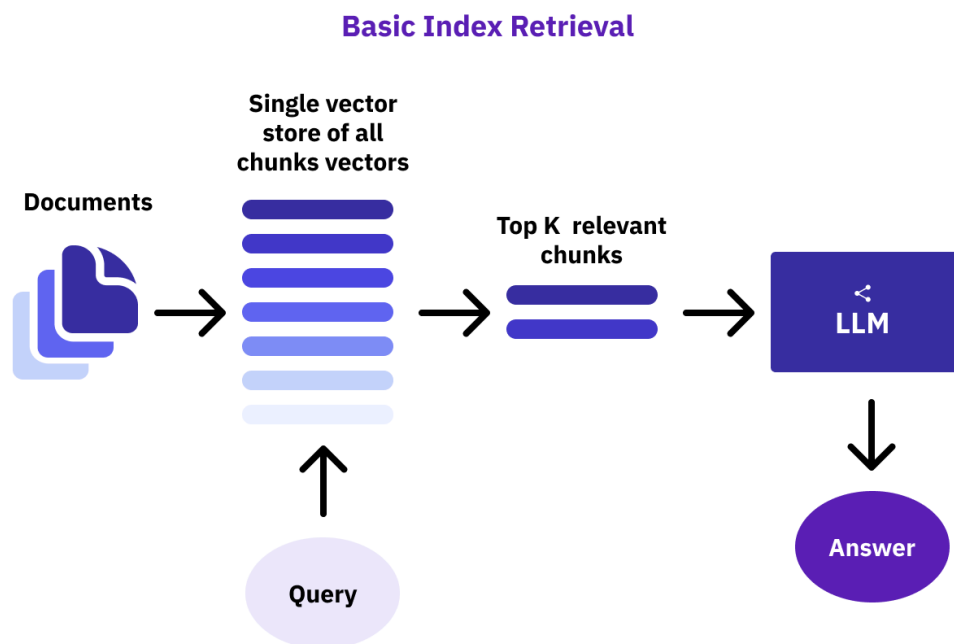 Basic Index Retrieval
Single vector
store of all
chunks vectors
Documents
Top K relevant
chunks
LLM
Query
Answer